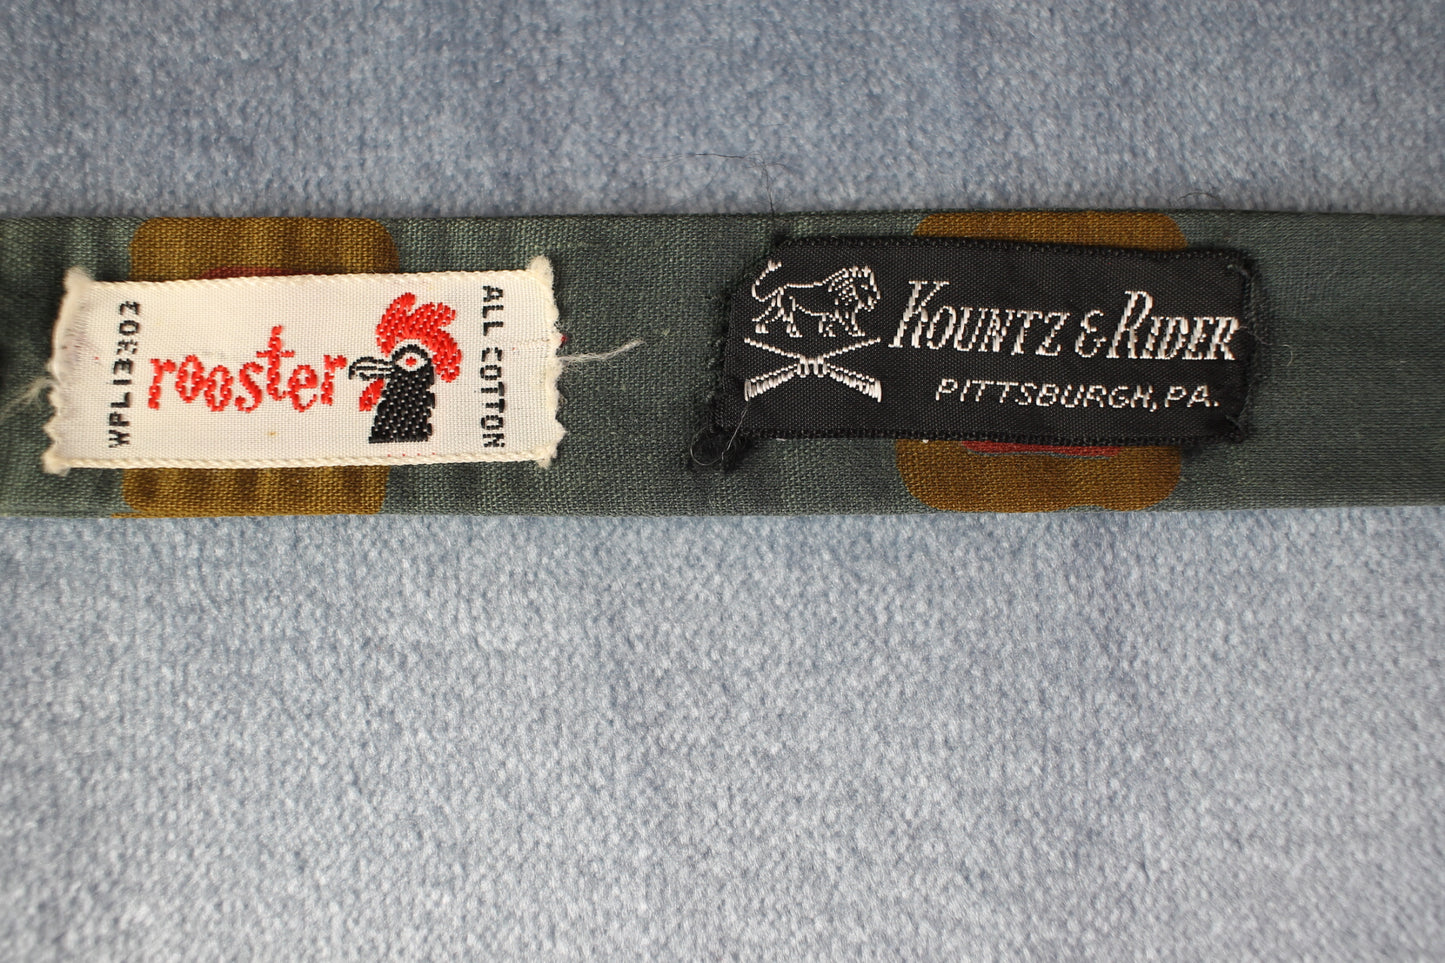 WPL13302
rooster
ALL COTTON
KOUNTZ & RIDER
PITTSBURGH, PA.